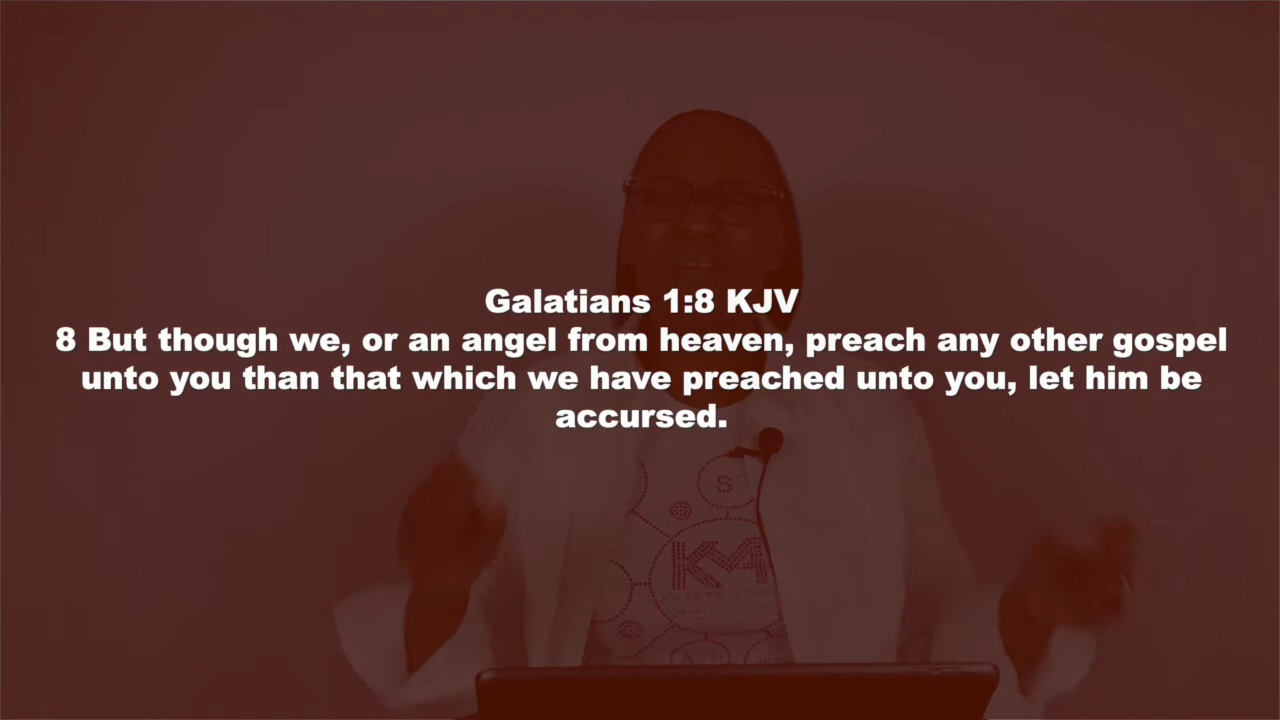 Galatians 1:8 KJV
8 But though we, or an angel from heaven, preach any other gospel
unto you than that which we have preached unto you, let him be
accursed.
S
KM